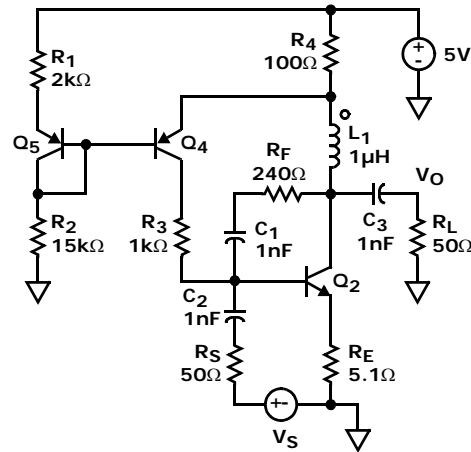 R1
2kΩ
R4
100Ω
+
-
5V
Q5
Q4
L1
1µH
RF
240Ω
VO
R2
15kΩ
R3
1kΩ
C1
1nF
C3
1nF
RL
50Ω
Q2
C2
1nF
RS
50Ω
RE
5.1Ω
+-
VS